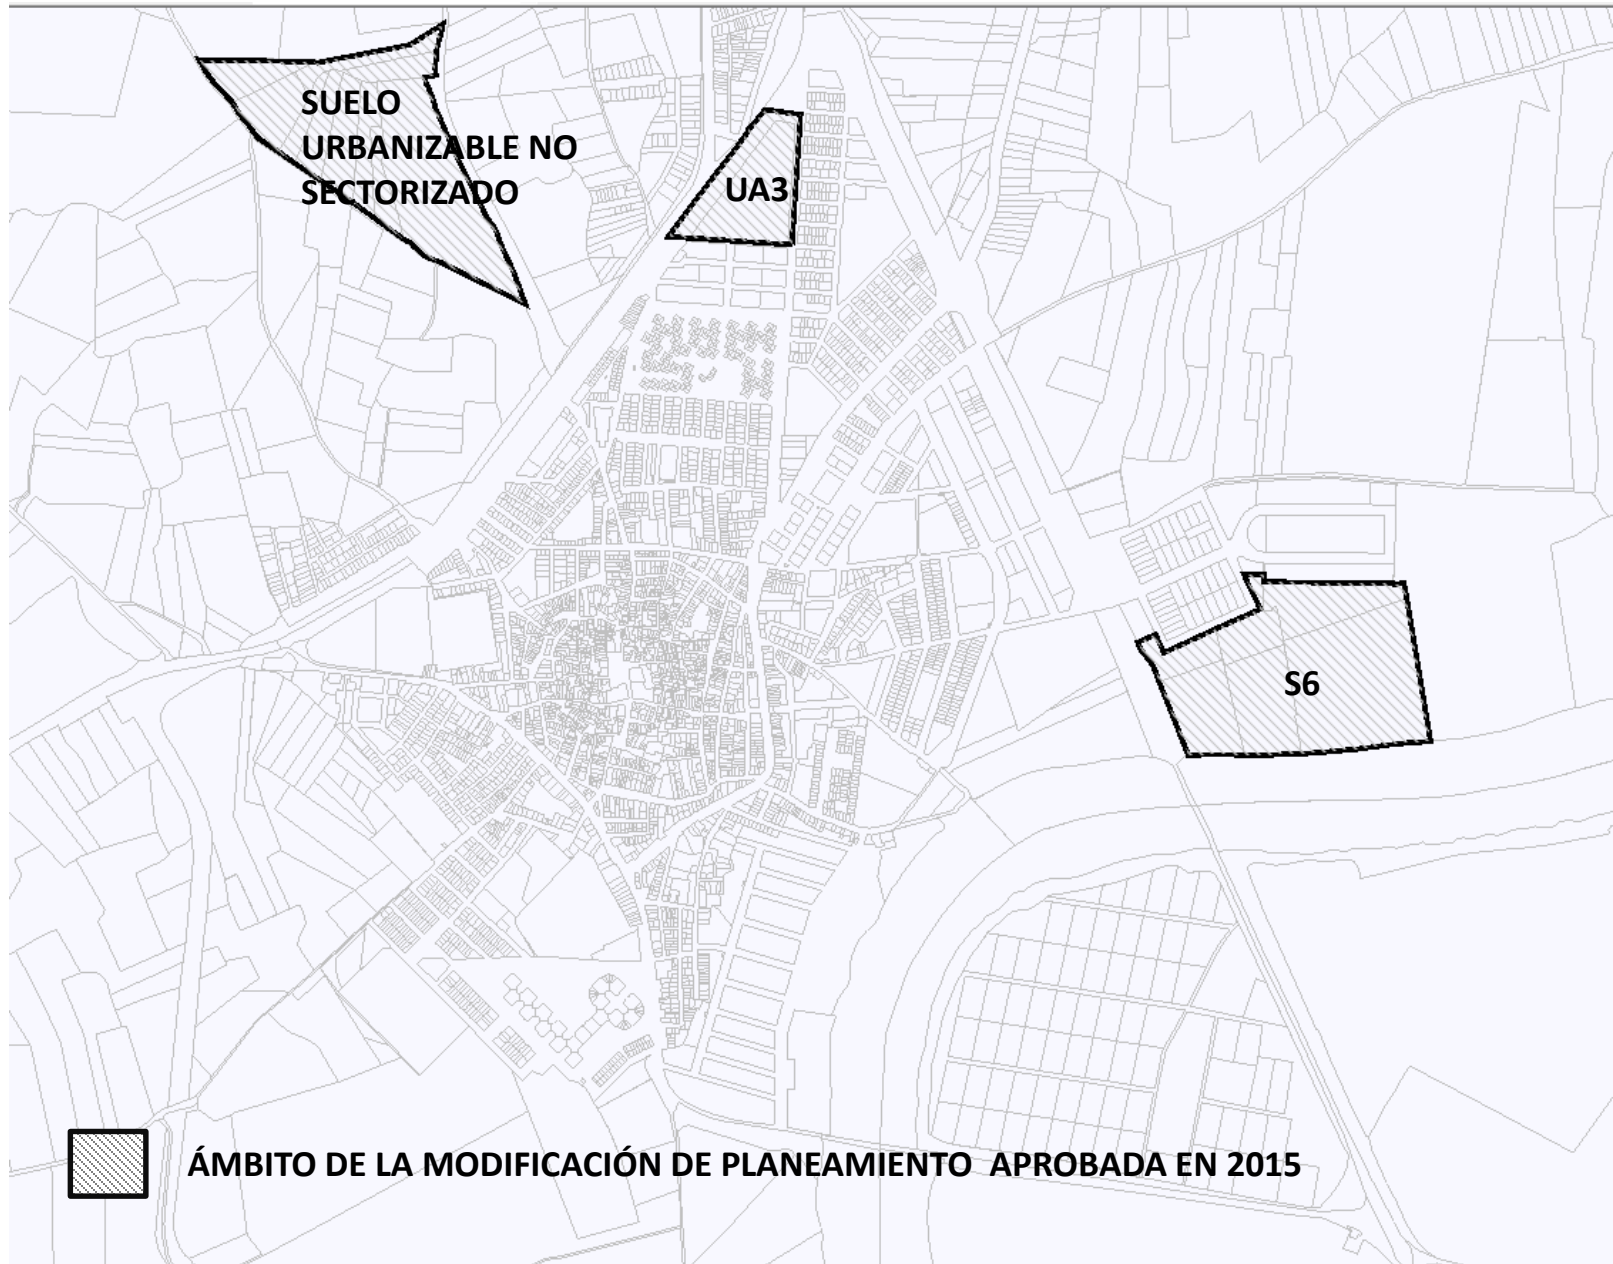 SUELO
URBANIZABLE NO
SECTORIZADO
UA3
S6
ÁMBITO DE LA MODIFICACIÓN DE PLANEAMIENTO APROBADA EN 2015